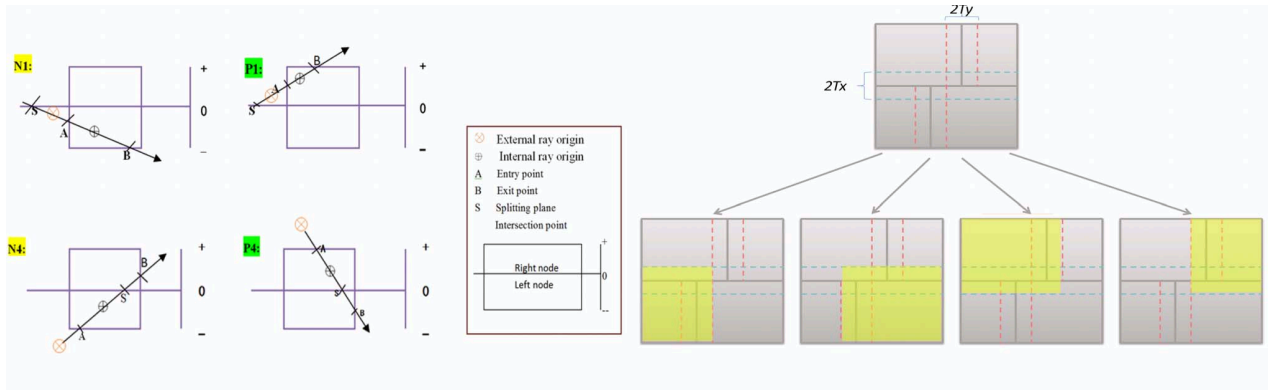 N1:
+
S
A
0
B
_
P1:
B
+
A
S
0
-
N4:
+
B
0
S
A
_
P4:
+
A
0
S
B
_
External ray origin
Internal ray origin
A Entry point
B Exit point
S Splitting plane
Intersection point
+
Right node
0
Left node
--
2Ty
2Tx